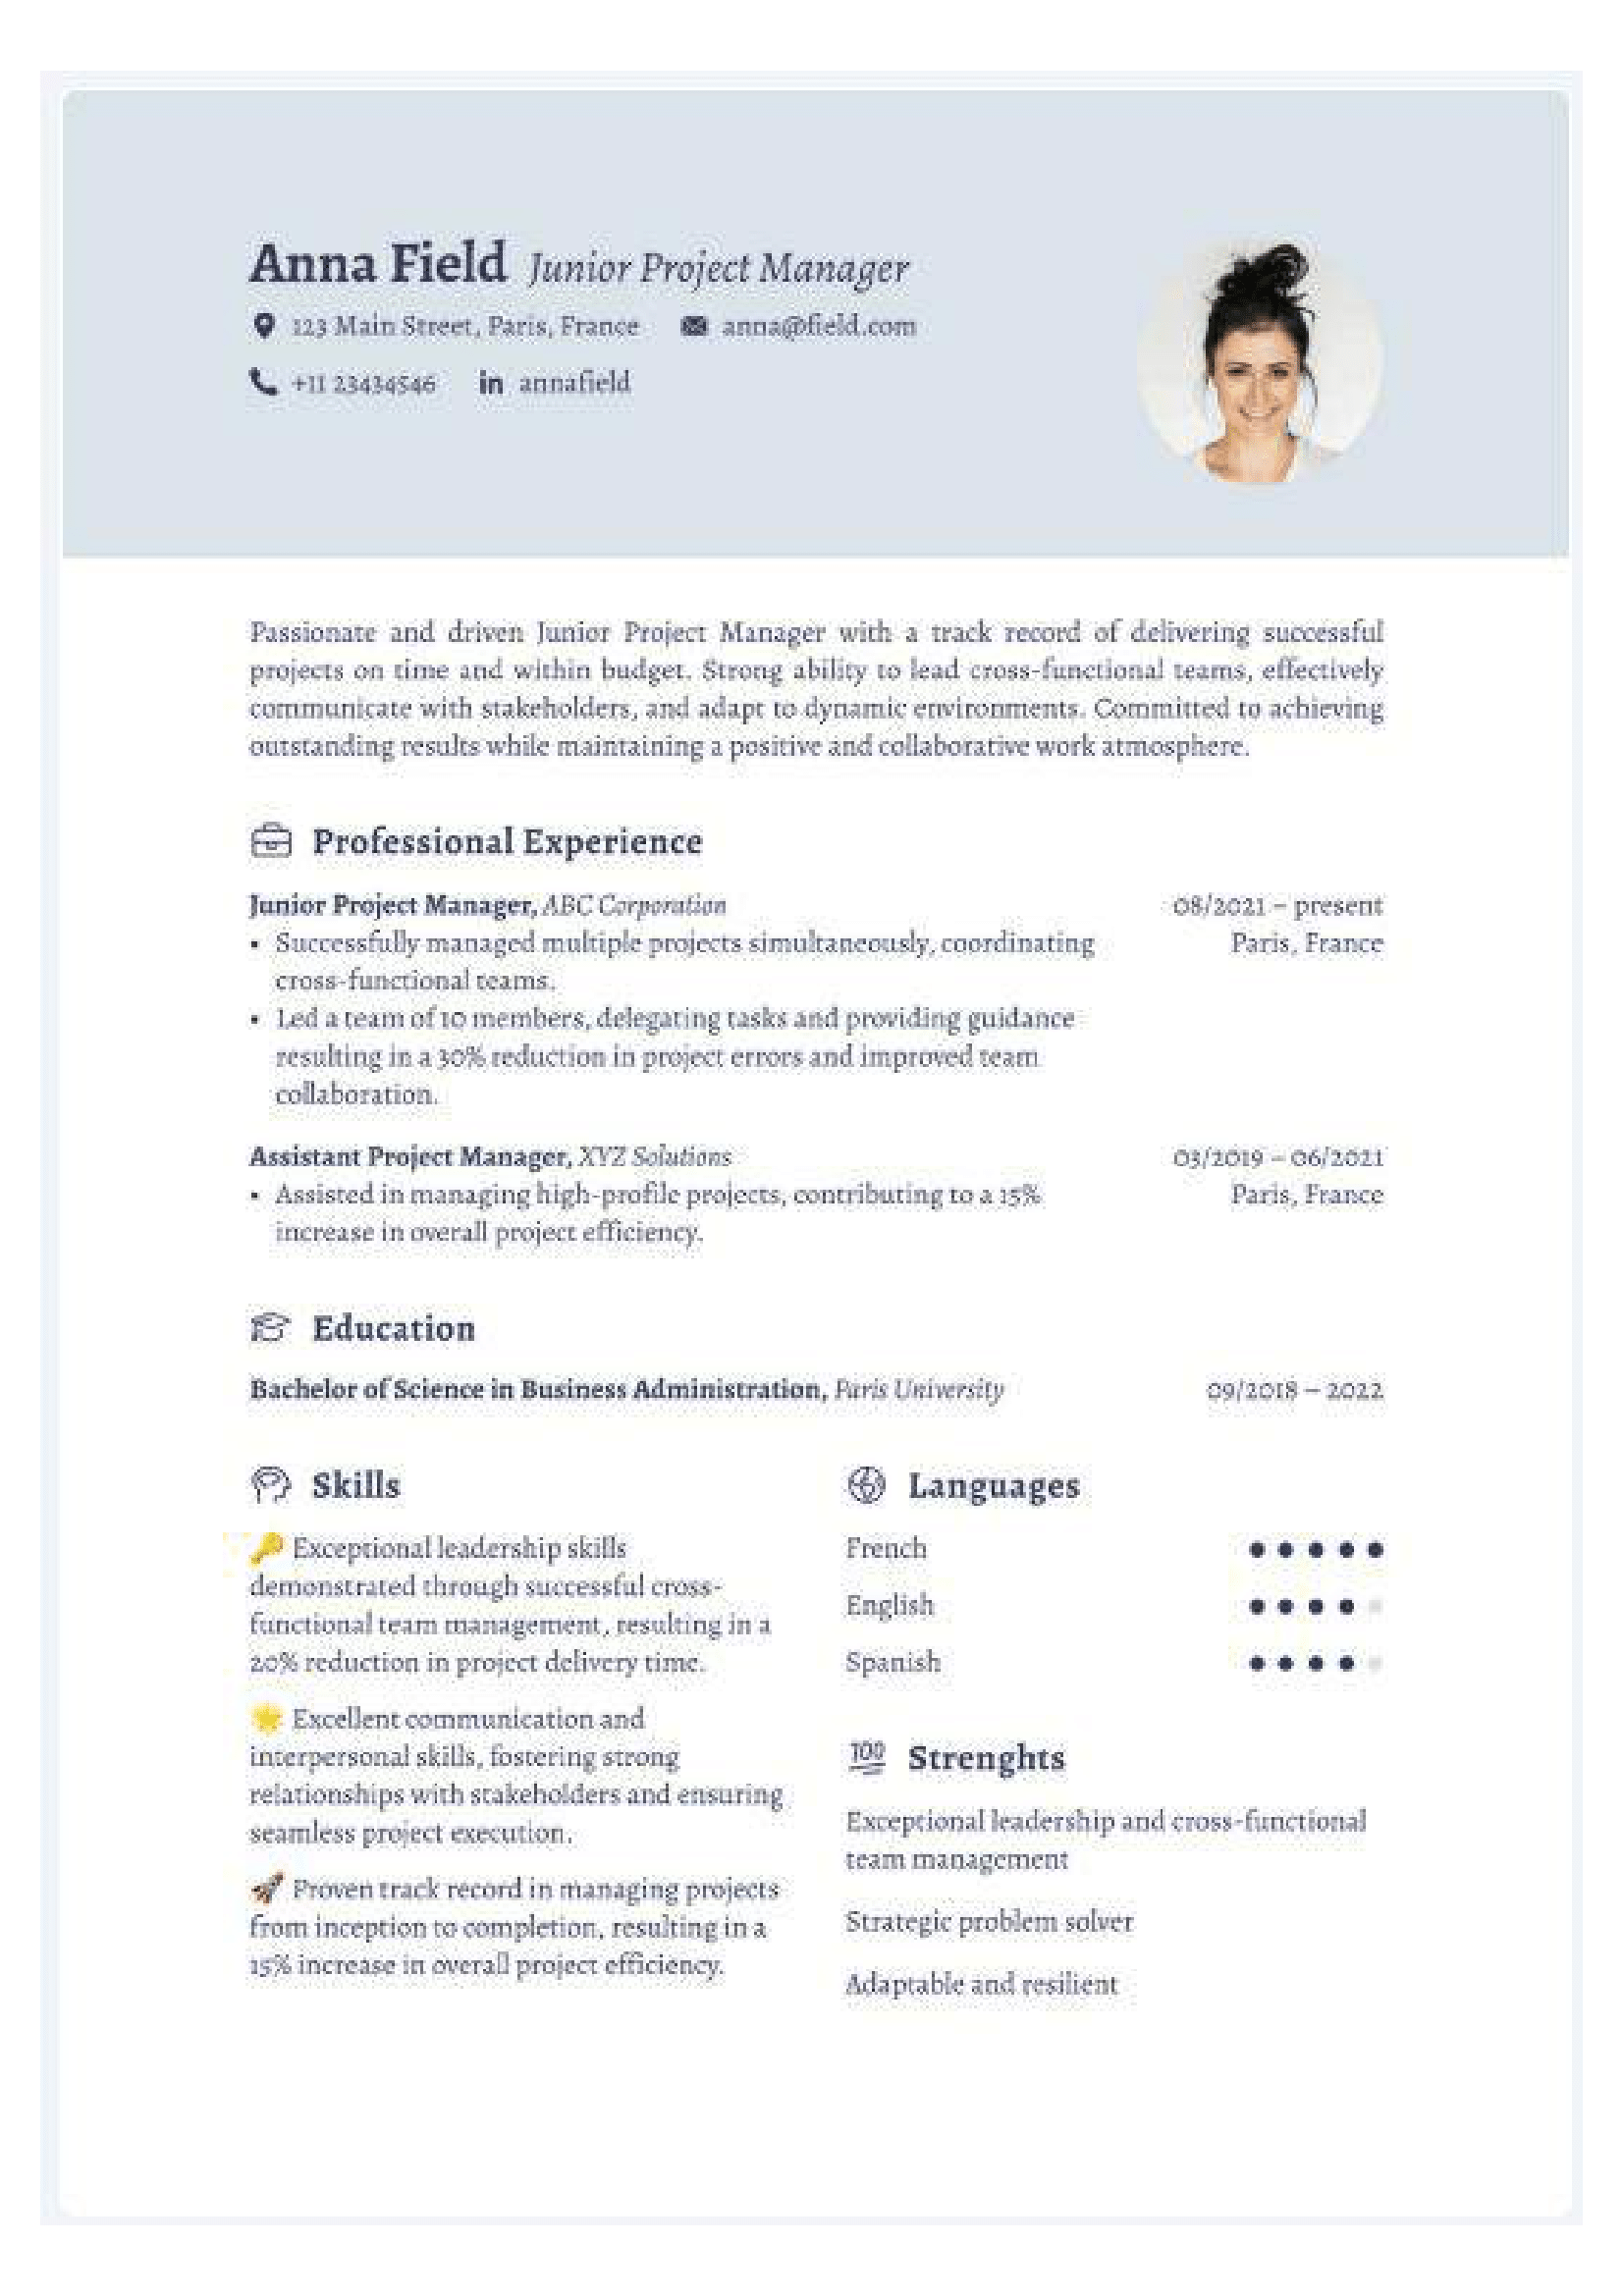 Anna Field Junior Project Manager
123 Main Street, Paris, France anna@field.com
+11 23434546 in annafield
Passionate and driven Junior Project Manager with a track record of delivering successful
projects on time and within budget. Strong ability to lead cross-functional teams, effectively
communicate with stakeholders, and adapt to dynamic environments. Committed to achieving
outstanding results while maintaining a positive and collaborative work atmosphere.
Professional Experience
Junior Project Manager, ABC Corporation 08/2021 – present
• Successfully managed multiple projects simultaneously, coordinating Paris, France
cross-functional teams.
• Led a team of 10 members, delegating tasks and providing guidance
resulting in a 30% reduction in project errors and improved team
collaboration.
Assistant Project Manager, XYZ Solutions 03/2019 – 06/2021
• Assisted in managing high-profile projects, contributing to a 15% Paris, France
increase in overall project efficiency.
Education
Bachelor of Science in Business Administration, Paris University 09/2018 – 2022
Skills
🔑 Exceptional leadership skills
demonstrated through successful cross-
functional team management, resulting in a
20% reduction in project delivery time.
🌟 Excellent communication and
interpersonal skills, fostering strong
relationships with stakeholders and ensuring
seamless project execution.
🚀 Proven track record in managing projects
from inception to completion, resulting in a
15% increase in overall project efficiency.
Languages
French
English
Spanish
100 Strenghts
Exceptional leadership and cross-functional
team management
Strategic problem solver
Adaptable and resilient